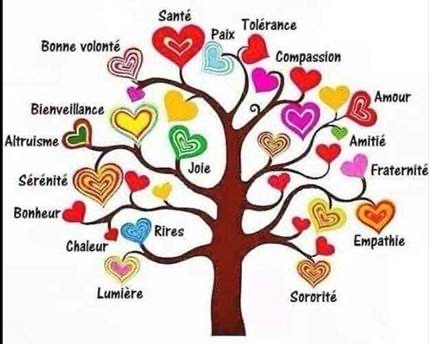 Santé
Paix
Tolérance
Bonne volonté
Compassion
Bienveillance
Amour
Altruisme
Amitié
Joie
Fraternité
Sérénité
Bonheur
Rires
Chaleur
Empathie
Lumière
Sororité